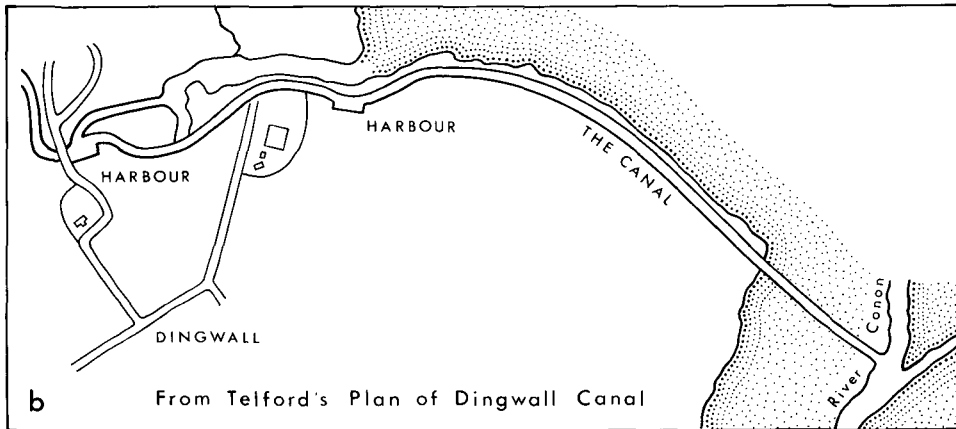 HARBOUR
HARBOUR
THE CANAL
DINGWALL
River Conon
b
From Telford's Plan of Dingwall Canal